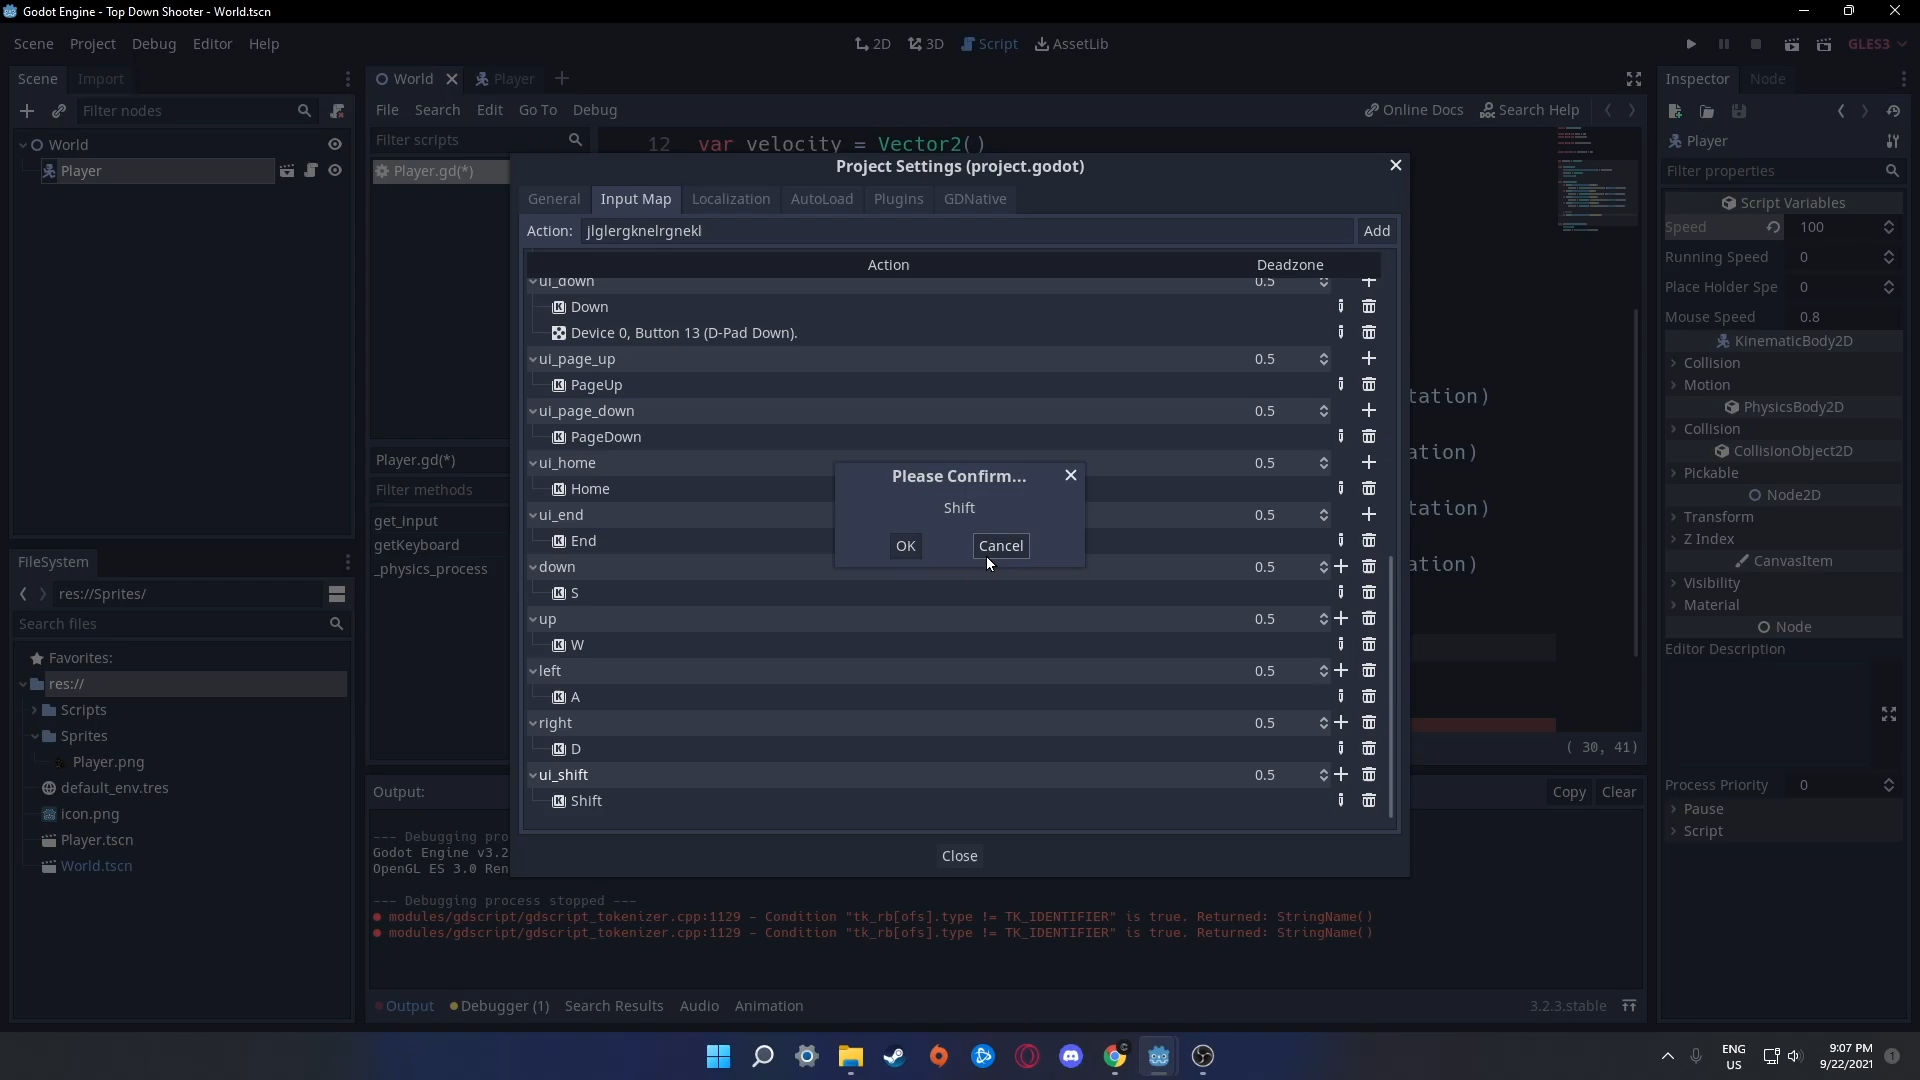 Godot Engine - Top Down Shooter - World.tscn
Scene Project Debug Editor Help
2D 3D Script AssetLib
GLES3
Scene Import
World Player
Inspector Node
Filter nodes
File Search Edit Go To Debug
Online Docs Search Help
Filter scripts
12 var velocity = Vector2()
World
Player
Player.gd(*)
Player
Filter properties
Project Settings (project.godot)
General Input Map Localization AutoLoad Plugins GDNative
Action: jlglergknelrgnekl Add
Action Deadzone
ui_down 0.5
Down
Device 0, Button 13 (D-Pad Down).
ui_page_up 0.5
PageUp
ui_page_down 0.5
PageDown
ui_home 0.5
Home
ui_end 0.5
End
down 0.5
S
up 0.5
W
left 0.5
A
right 0.5
D
ui_shift 0.5
Shift
Close
Please Confirm...
Shift
OK Cancel
tation)
ation)
tation)
ation)
( 30, 41)
Player.gd(*)
Filter methods
get_input
getKeyboard
_physics_process
Script Variables
Speed 100
Running Speed 0
Place Holder Spe 0
Mouse Speed 0.8
KinematicBody2D
Collision
Motion
PhysicsBody2D
Collision
CollisionObject2D
Pickable
Node2D
Transform
Z Index
CanvasItem
Visibility
Material
Node
Editor Description
Process Priority 0
Pause
Script
FileSystem
res://Sprites/
Search files
Favorites:
res://
Scripts
Sprites
Player.png
default_env.tres
icon.png
Player.tscn
World.tscn
Output: Copy Clear
--- Debugging pro
Godot Engine v3.2
OpenGL ES 3.0 Ren
--- Debugging process stopped ---
modules/gdscript/gdscript_tokenizer.cpp:1129 - Condition "tk_rb[ofs].type != TK_IDENTIFIER" is true. Returned: StringName()
modules/gdscript/gdscript_tokenizer.cpp:1129 - Condition "tk_rb[ofs].type != TK_IDENTIFIER" is true. Returned: StringName()
Output Debugger (1) Search Results Audio Animation
3.2.3.stable
ENG
US
9:07 PM
9/22/2021
1